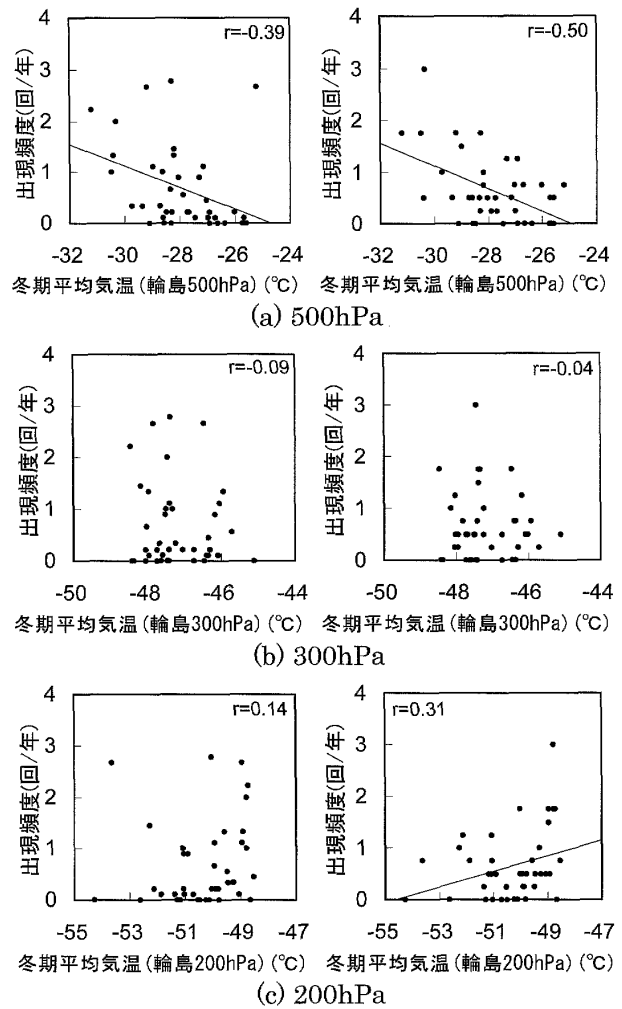 r=-0.39
4
3
2
1
0
出現頻度(回/年)
-32 -30 -28 -26 -24
冬期平均気温(輪島500hPa)(℃)
r=-0.50
5
4
3
2
1
0
出現頻度(回/年)
-32 -30 -28 -26 -24
冬期平均気温(輪島500hPa)(℃)
(a) 500hPa
r=-0.09
4
3
2
1
0
出現頻度(回/年)
-50 -48 -46 -44
冬期平均気温(輪島300hPa)(℃)
r=-0.04
4
3
2
1
0
出現頻度(回/年)
-50 -48 -46 -44
冬期平均気温(輪島300hPa)(℃)
(b) 300hPa
r=0.14
4
3
2
1
0
出現頻度(回/年)
-55 -53 -51 -49 -47
冬期平均気温(輪島200hPa)(℃)
r=0.31
4
3
2
1
0
出現頻度(回/年)
-55 -53 -51 -49 -47
冬期平均気温(輪島200hPa)(℃)
(c) 200hPa